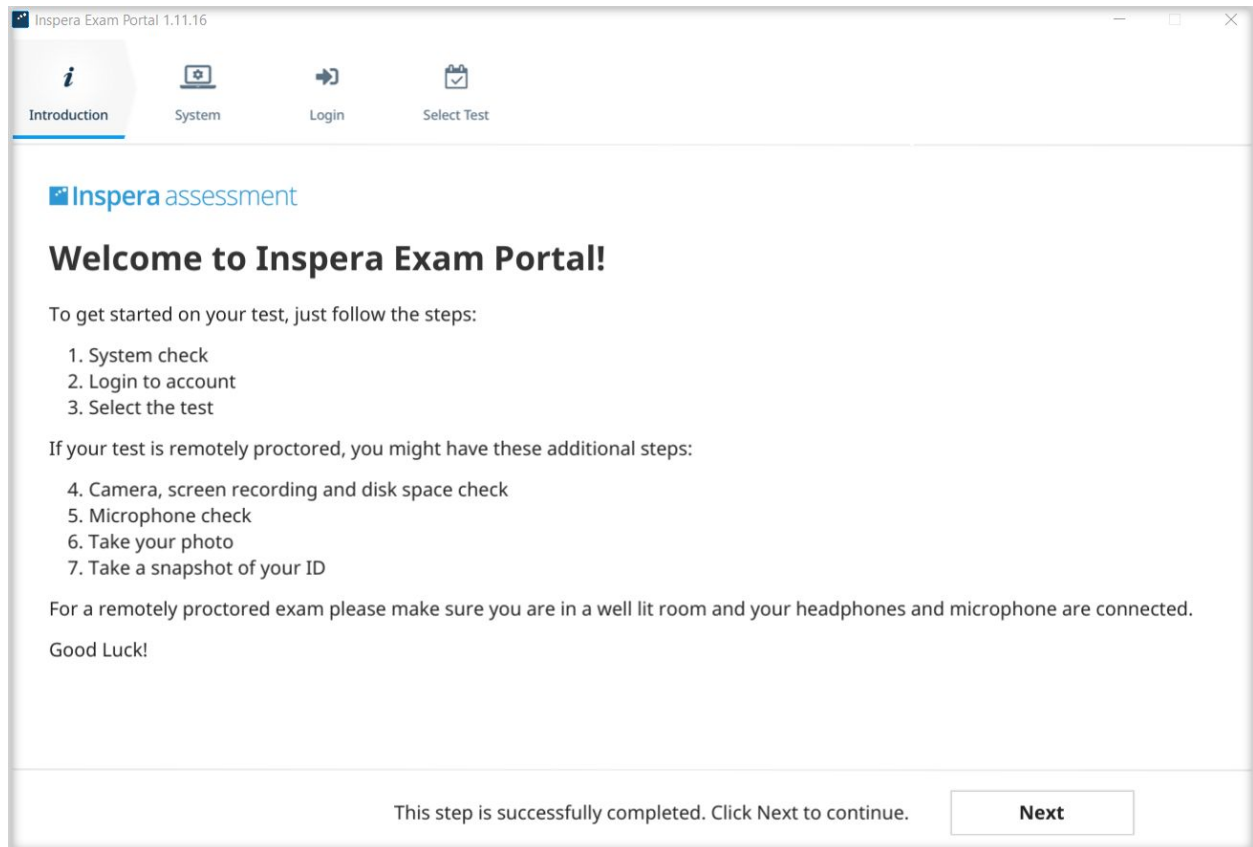 Inspera Exam Portal 1.11.16
Introduction
System
Login
Select Test
Inspera assessment
Welcome to Inspera Exam Portal!
To get started on your test, just follow the steps:
1. System check
2. Login to account
3. Select the test
If your test is remotely proctored, you might have these additional steps:
4. Camera, screen recording and disk space check
5. Microphone check
6. Take your photo
7. Take a snapshot of your ID
For a remotely proctored exam please make sure you are in a well lit room and your headphones and microphone are connected.
Good Luck!
This step is successfully completed. Click Next to continue.
Next